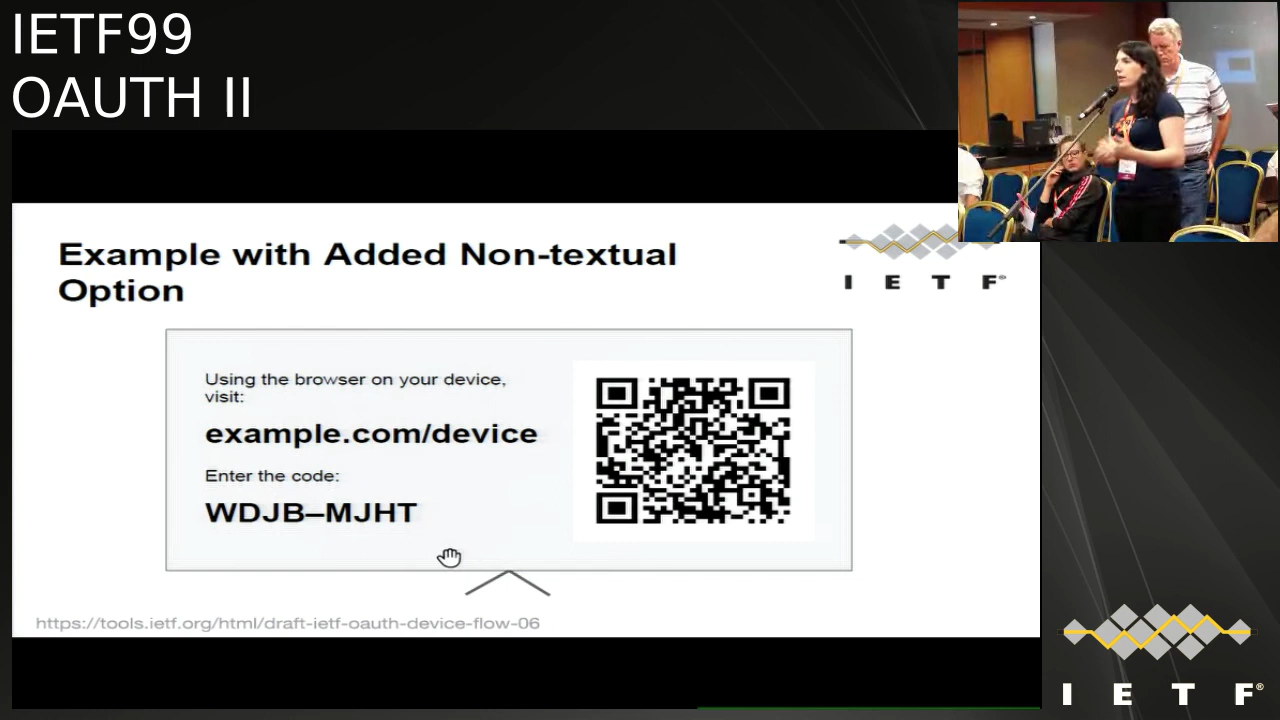 IETF99
OAUTH II
Example with Added Non-textual
Option
I E T F®
Using the browser on your device,
visit:
example.com/device
Enter the code:
WDJB–MJHT
https://tools.ietf.org/html/draft-ietf-oauth-device-flow-06
I E T F®